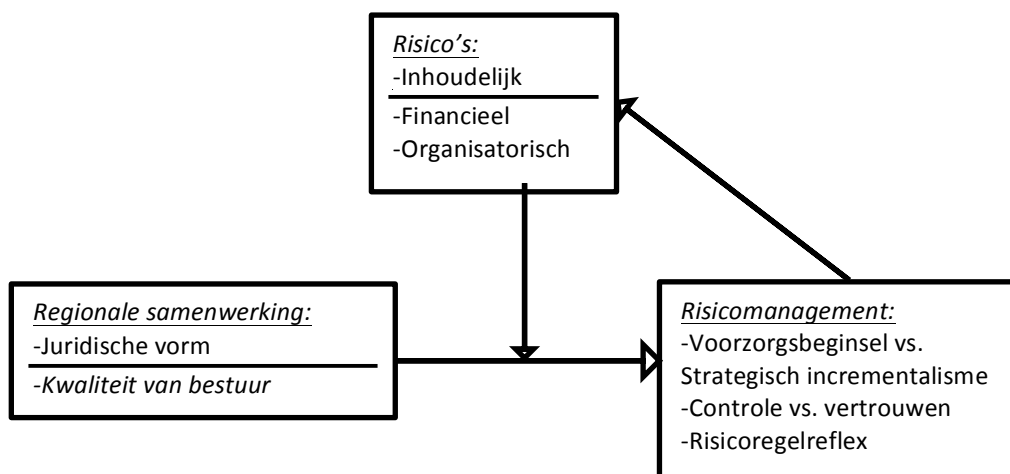 Risico’s:
-Inhoudelijk
-Financieel
-Organisatorisch
Regionale samenwerking:
-Juridische vorm
-Kwaliteit van bestuur
Risicomanagement:
-Voorzorgsbeginsel vs.
Strategisch incrementalisme
-Controle vs. vertrouwen
-Risicoregelreflex